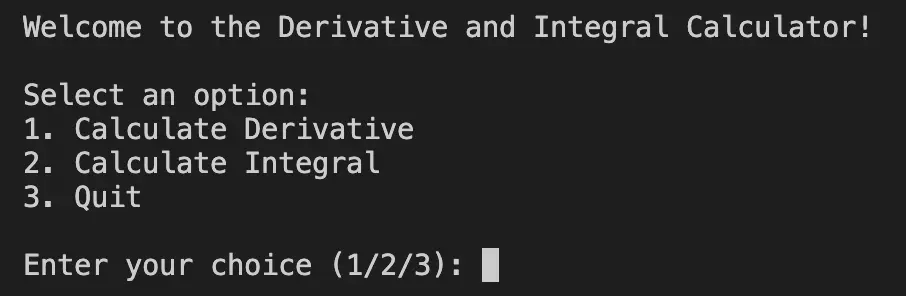 Welcome to the Derivative and Integral Calculator!
Select an option:
1. Calculate Derivative
2. Calculate Integral
3. Quit
Enter your choice (1/2/3):